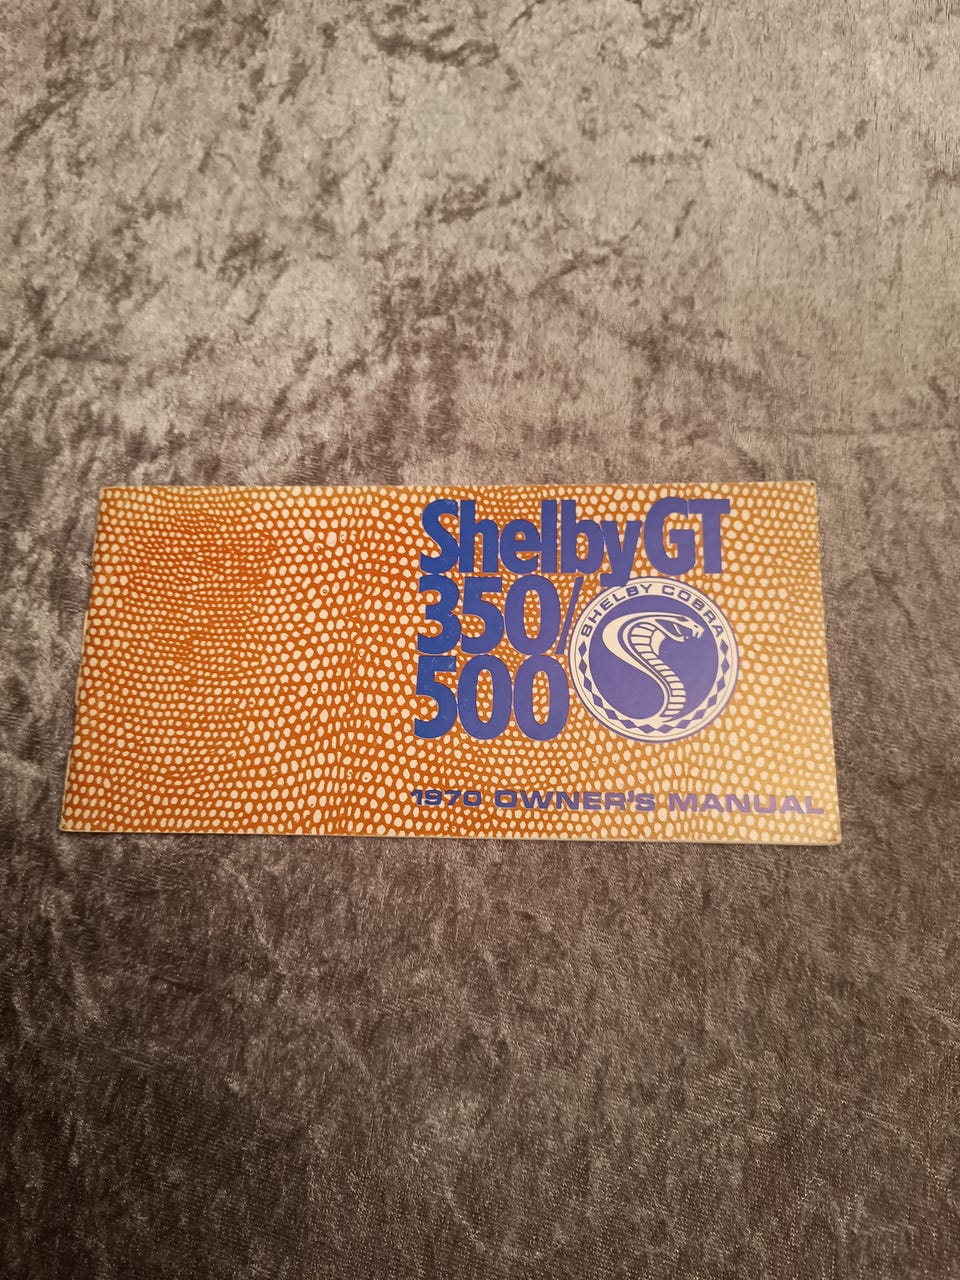 Shelby GT
350/
500
SHELBY COBRA
1970 OWNER'S MANUAL